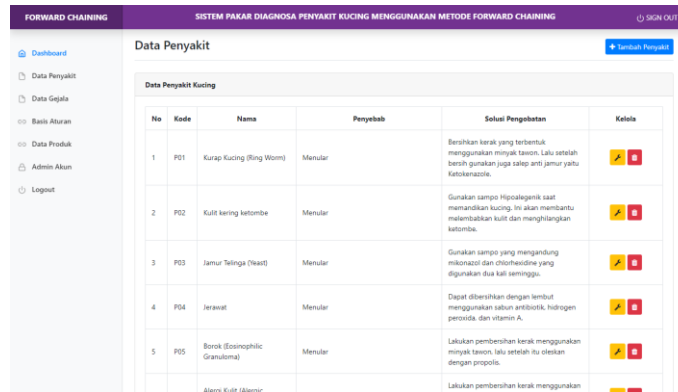 FORWARD CHAINING
SISTEM PAKAR DIAGNOSA PENYAKIT KUCING MENGGUNAKAN METODE FORWARD CHAINING
SIGN OUT
Dashboard
Data Penyakit
Data Gejala
Basis Aturan
Data Produk
Admin Akun
Logout
Data Penyakit
+ Tambah Penyakit
Data Penyakit Kucing
No Kode Nama Penyebab Solusi Pengobatan Kelola
1 P01 Kurap Kucing (Ring Worm) Menular
Bersihkan kerak yang terbentuk
menggunakan minyak tawon. Lalu setelah
bersih gunakan juga salep anti jamur yaitu
Ketokenazole.
2 P02 Kulit kering ketombe Menular
Gunakan sampo Hipoalegenik saat
memandikan kucing. Ini akan membantu
melembabkan kulit dan menghilangkan
ketombe.
3 P03 Jamur Telinga (Yeast) Menular
Gunakan sampo yang mengandung
mikonazol dan chlorhexidine yang
digunakan dua kali seminggu.
4 P04 Jerawat Menular
Dapat dibersihkan dengan lembut
menggunakan sabun antibiotik, hidrogen
peroxida, dan vitamin A.
5 P05 Borok (Eosinophilic
Granuloma) Menular
Lakukan pembersihan kerak menggunakan
minyak tawon, lalu setelah itu oleskan
dengan propolis.
Alergi Kulit (Alergic
Lakukan pembersihan kerak menggunakan